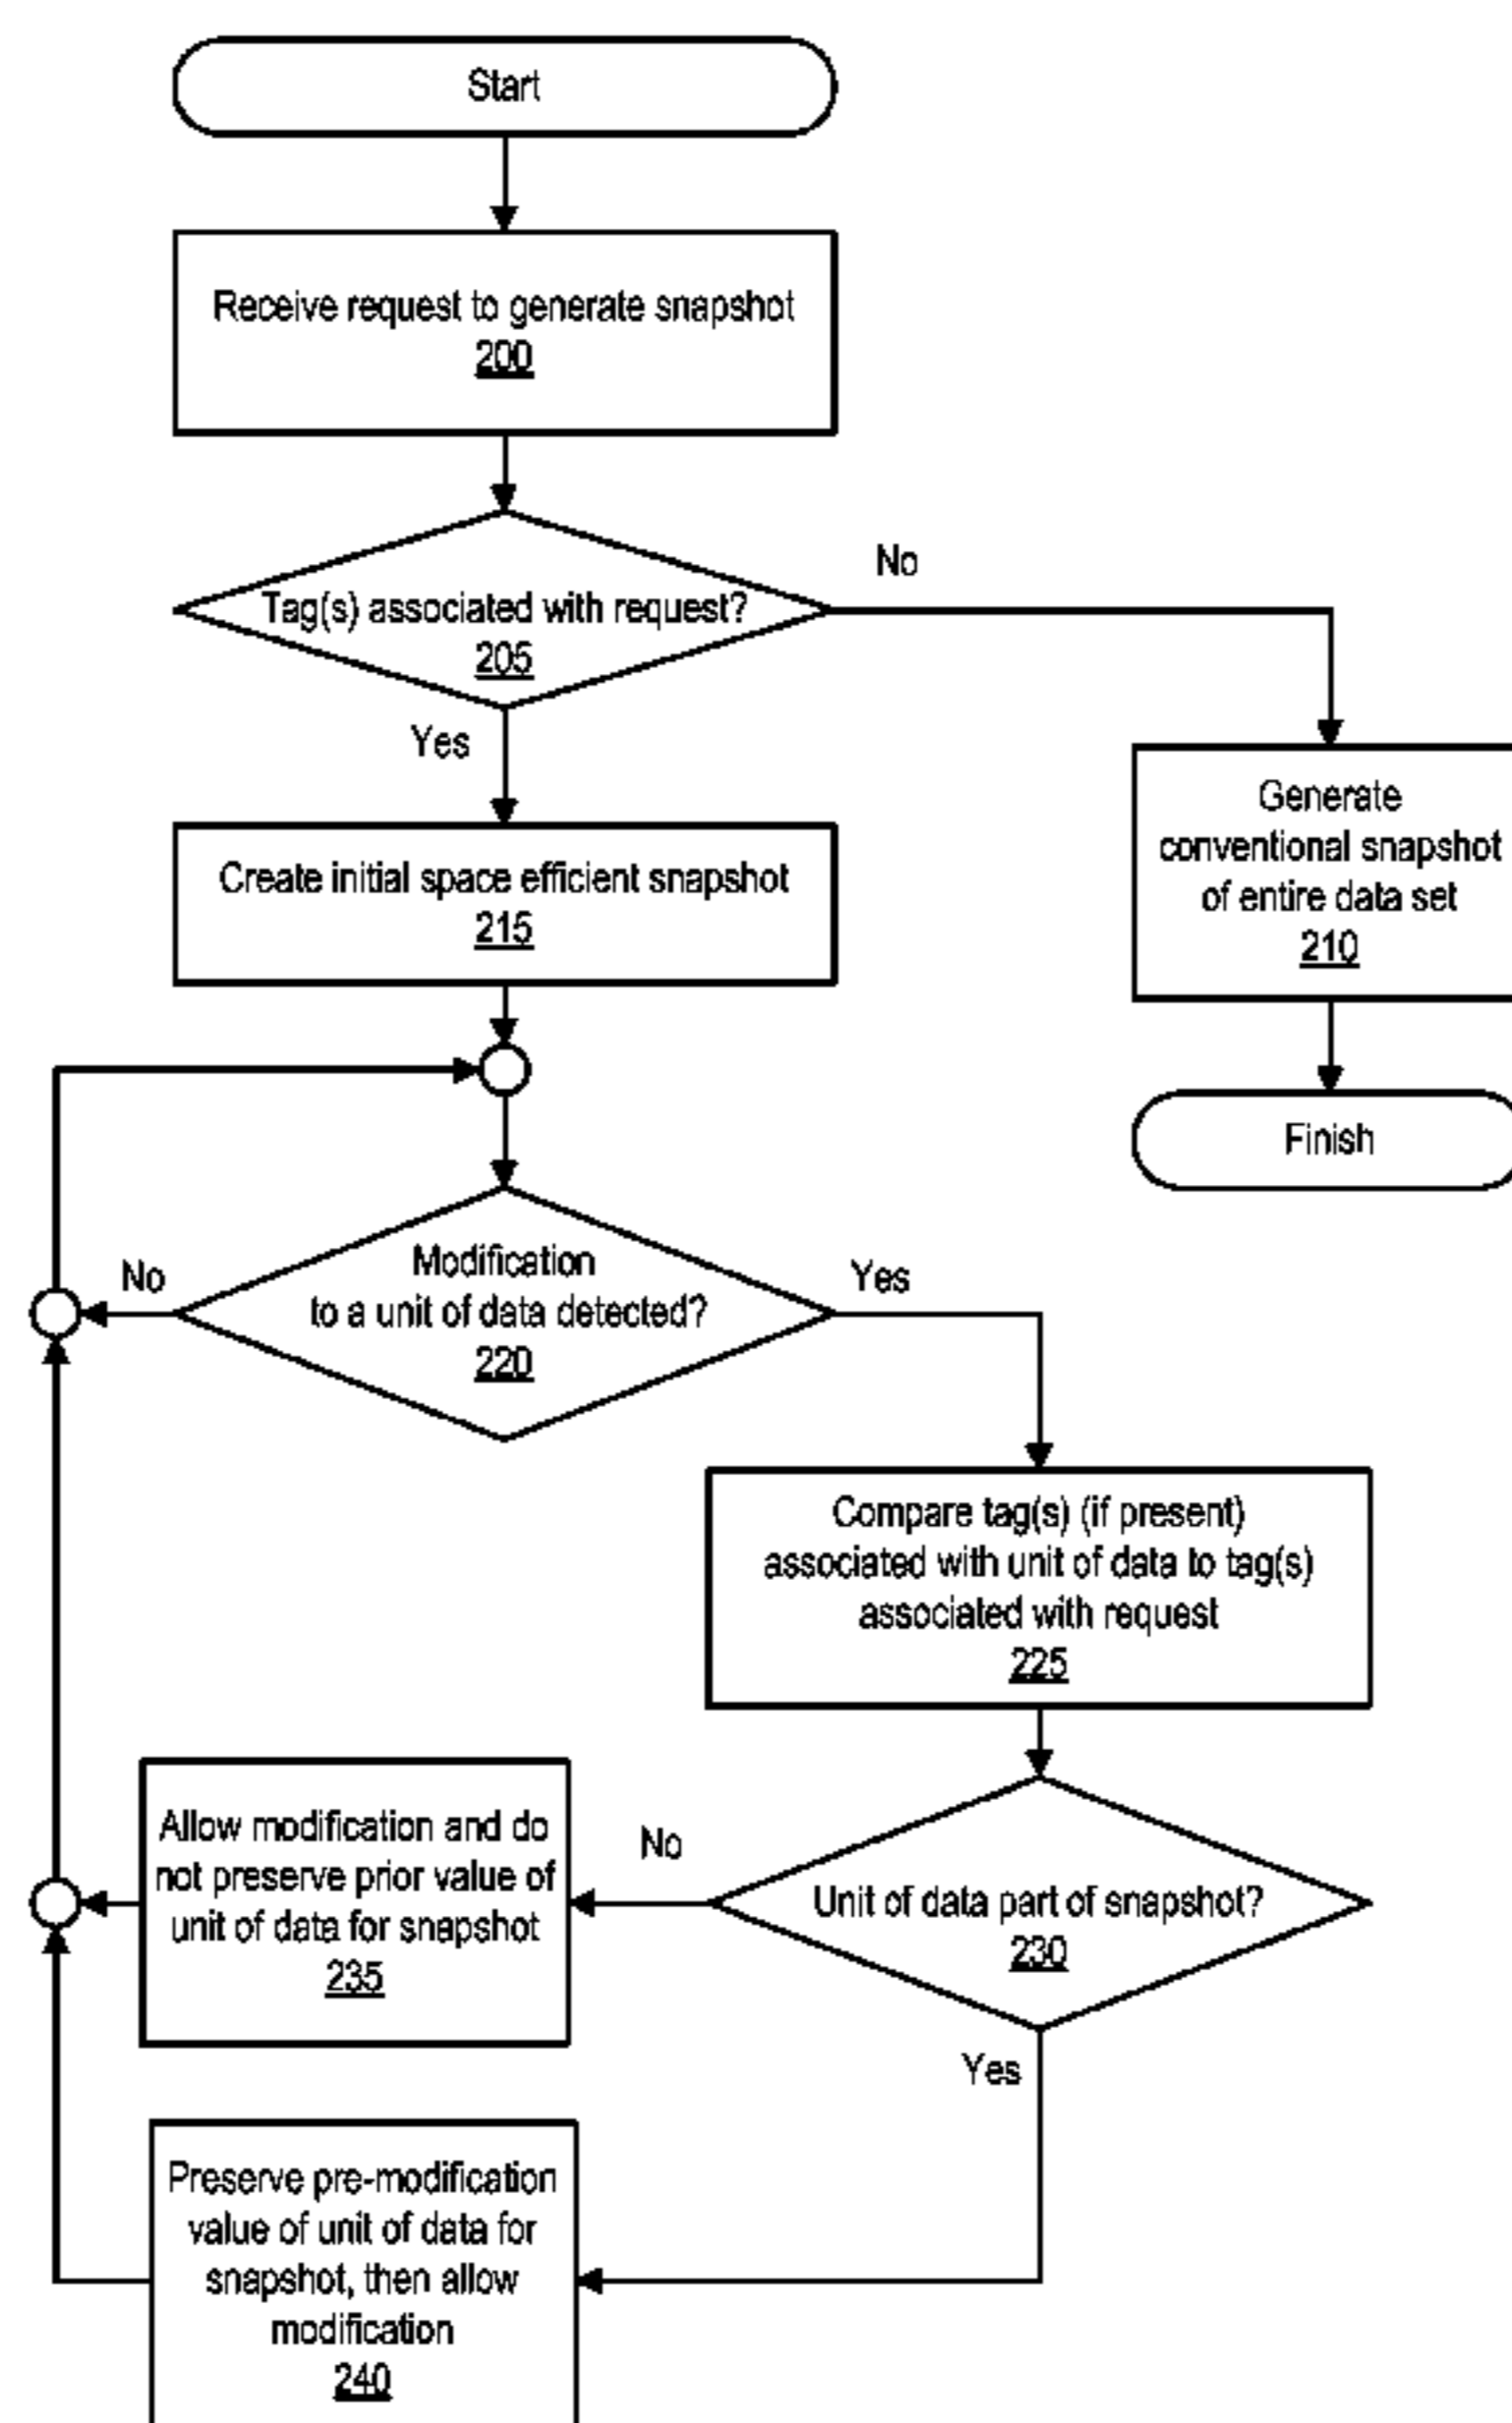 Start
Receive request to generate snapshot
200
Tag(s) associated with request?
205
No
Yes
Generate
conventional snapshot
of entire data set
210
Create initial space efficient snapshot
215
Finish
Modification
to a unit of data detected?
220
No
Yes
Compare tag(s) (if present)
associated with unit of data to tag(s)
associated with request
225
Unit of data part of snapshot?
230
No
Allow modification and do
not preserve prior value of
unit of data for snapshot
235
Yes
Preserve pre-modification
value of unit of data for
snapshot, then allow
modification
240